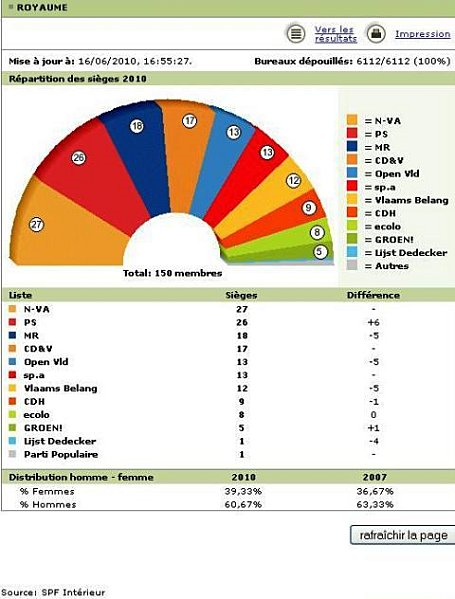 ROYAUME
Vers les résultats Impression
Mise à jour à: 16/06/2010, 16:55:27. Bureaux dépouillés: 6112/6112 (100%)
Répartition des sièges 2010
27
26
18
17
13
13
12
9
8
5
Total: 150 membres
= N-VA
= PS
= MR
= CD&V
= Open Vld
= sp.a
= Vlaams Belang
= CDH
= ecolo
= GROEN!
= Lijst Dedecker
= Autres
Liste Sièges Différence
N-VA 27 -
PS 26 +6
MR 18 -5
CD&V 17 -
Open Vld 13 -5
sp.a 13 -
Vlaams Belang 12 -5
CDH 9 -1
ecolo 8 0
GROEN! 5 +1
Lijst Dedecker 1 -4
Parti Populaire 1 -
Distribution homme - femme 2010 2007
% Femmes 39,33% 36,67%
% Hommes 60,67% 63,33%
rafraîchir la page
Source: SPF Intérieur